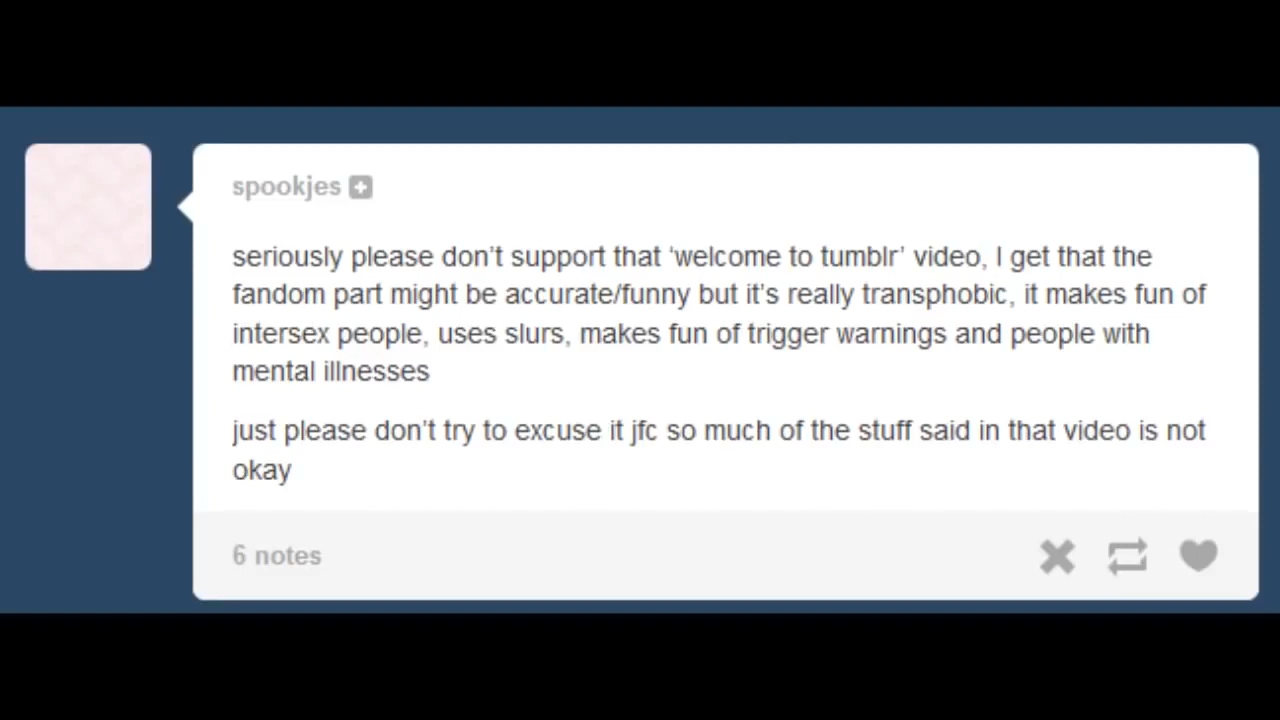 spookjes
seriously please don’t support that ‘welcome to tumblr’ video, I get that the
fandom part might be accurate/funny but it’s really transphobic, it makes fun of
intersex people, uses slurs, makes fun of trigger warnings and people with
mental illnesses
just please don’t try to excuse it jfc so much of the stuff said in that video is not
okay
6 notes